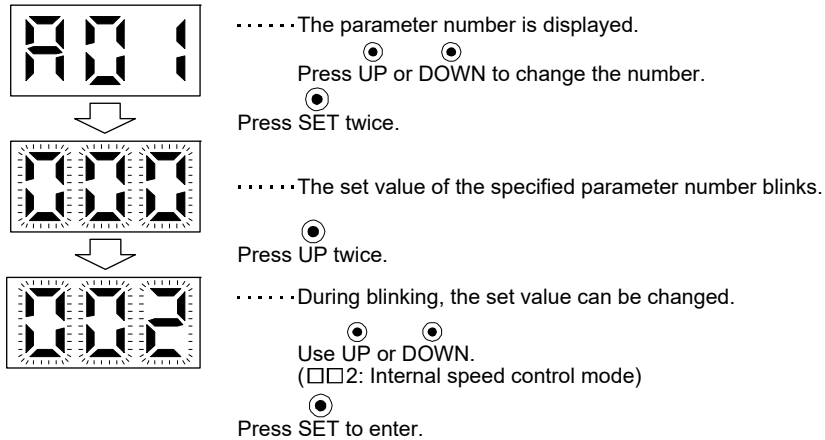 A01
······The parameter number is displayed.
Press UP or DOWN to change the number.
Press SET twice.
000
······The set value of the specified parameter number blinks.
Press UP twice.
002
······During blinking, the set value can be changed.
Use UP or DOWN.
(□□2: Internal speed control mode)
Press SET to enter.